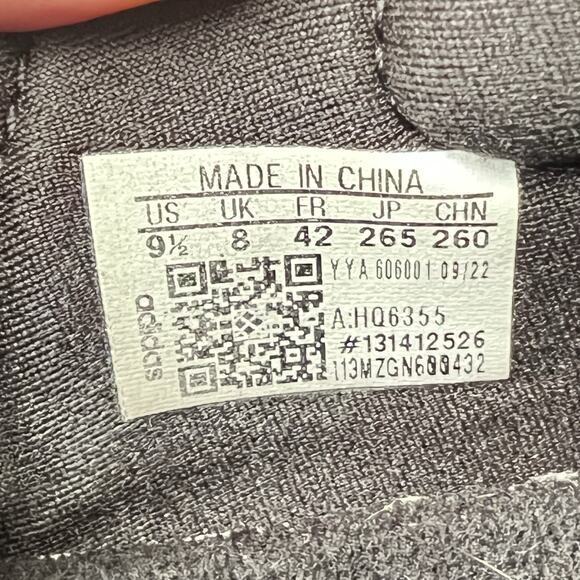 MADE IN CHINA
US UK FR JP CHN
9½ 8 42 265 260
YYA 606001 09/22
A:HQ6355
#131412526
adidas